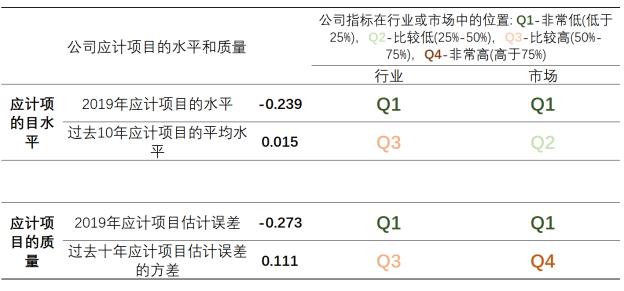 公司应计项目的水平和质量
公司指标在行业或市场中的位置: Q1-非常低(低于
25%),  Q2-比较低(25%-50%),  Q3-比较高(50%-
75%),  Q4-非常高(高于75%)
行业 市场
应计项
的目水
平
2019年应计项目的水平 -0.239 Q1 Q1
过去10年应计项目的平均水
平
0.015 Q3 Q2
应计项
目的质
量
2019年应计项目估计误差 -0.273 Q1 Q1
过去十年应计项目估计误差
的方差
0.111 Q3 Q4